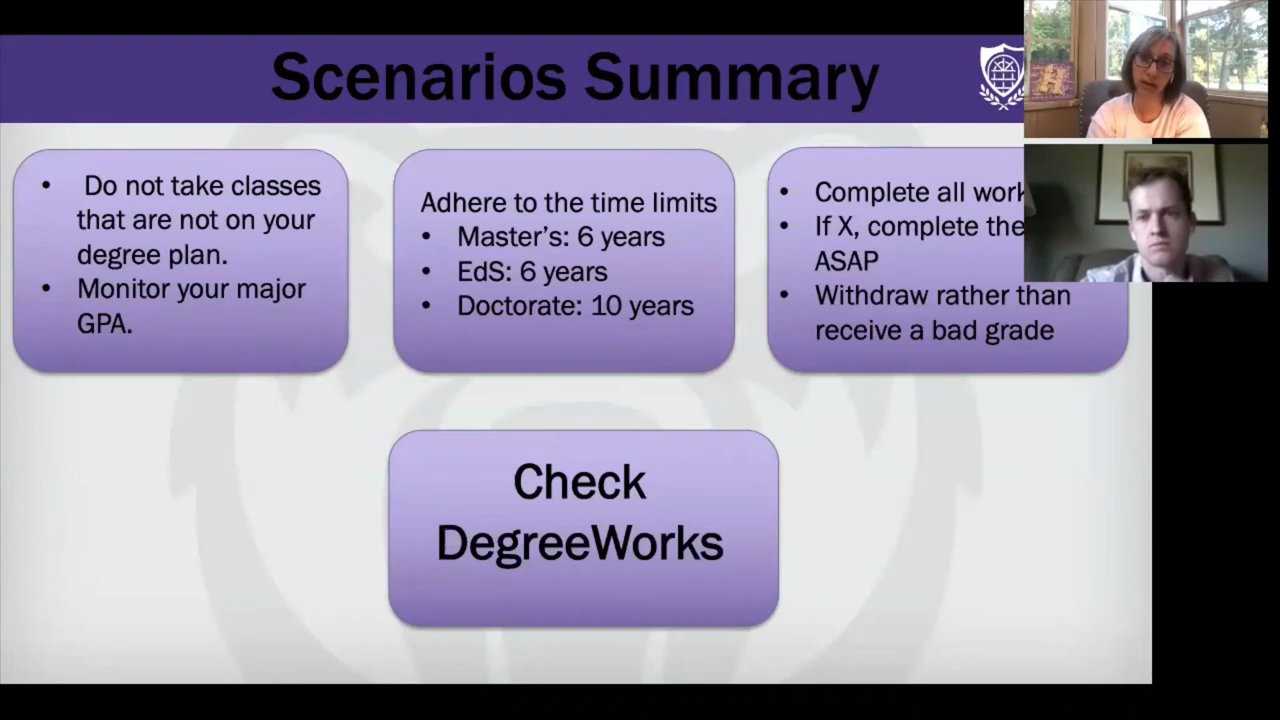 Scenarios Summary
• Do not take classes
that are not on your
degree plan.
• Monitor your major
GPA.
Adhere to the time limits
• Master's: 6 years
• EdS: 6 years
• Doctorate: 10 years
• Complete all work
• If X, complete the
ASAP
• Withdraw rather than
receive a bad grade
Check
DegreeWorks